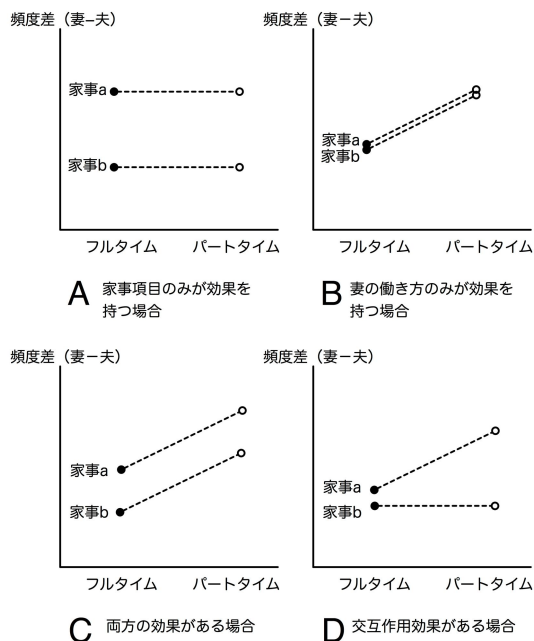 頻度差（妻–夫）
家事a
家事b
フルタイム　パートタイム
A 家事項目のみが効果を
持つ場合
頻度差（妻－夫）
家事a
家事b
フルタイム　パートタイム
B 妻の働き方のみが効果を
持つ場合
頻度差（妻－夫）
家事a
家事b
フルタイム　パートタイム
C 両方の効果がある場合
頻度差（妻－夫）
家事a
家事b
フルタイム　パートタイム
D 交互作用効果がある場合